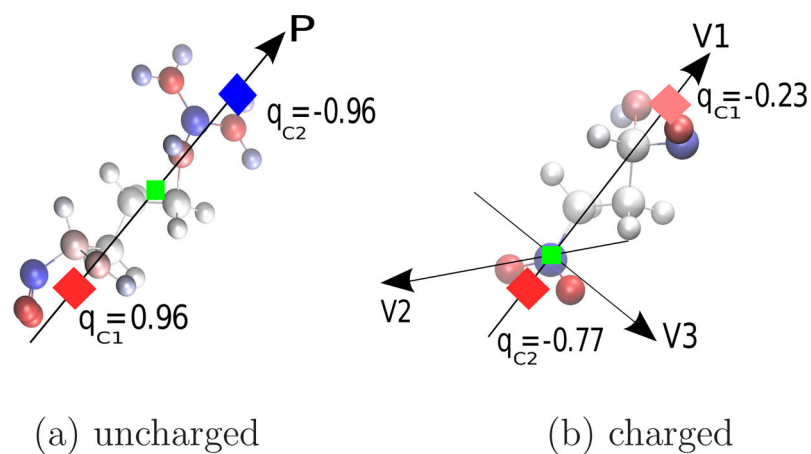 P
V1
q_C2=-0.96
q_C1=-0.23
q_C1=0.96
V2
V3
q_C2=-0.77
(a) uncharged
(b) charged